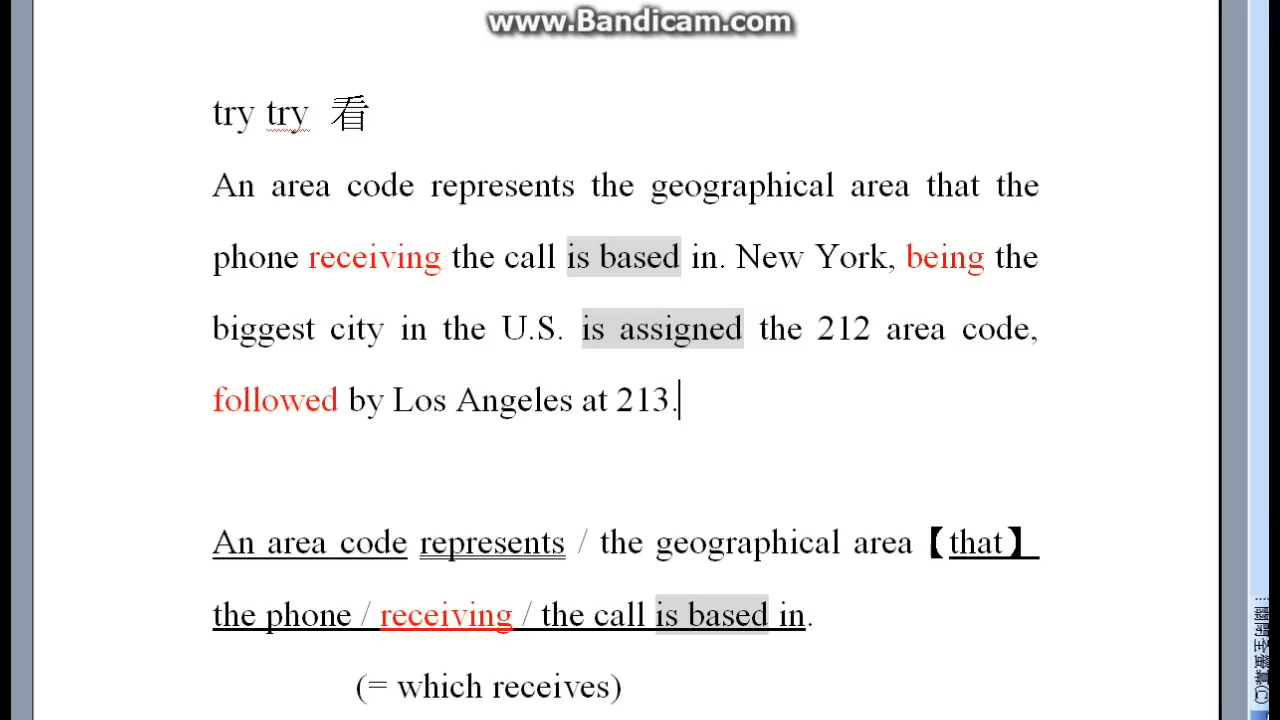 www.Bandicam.com
try try 看
An area code represents the geographical area that the
phone receiving the call is based in. New York, being the
biggest city in the U.S. is assigned the 212 area code,
followed by Los Angeles at 213.
An area code represents / the geographical area【that】
the phone / receiving / the call is based in.
(= which receives)